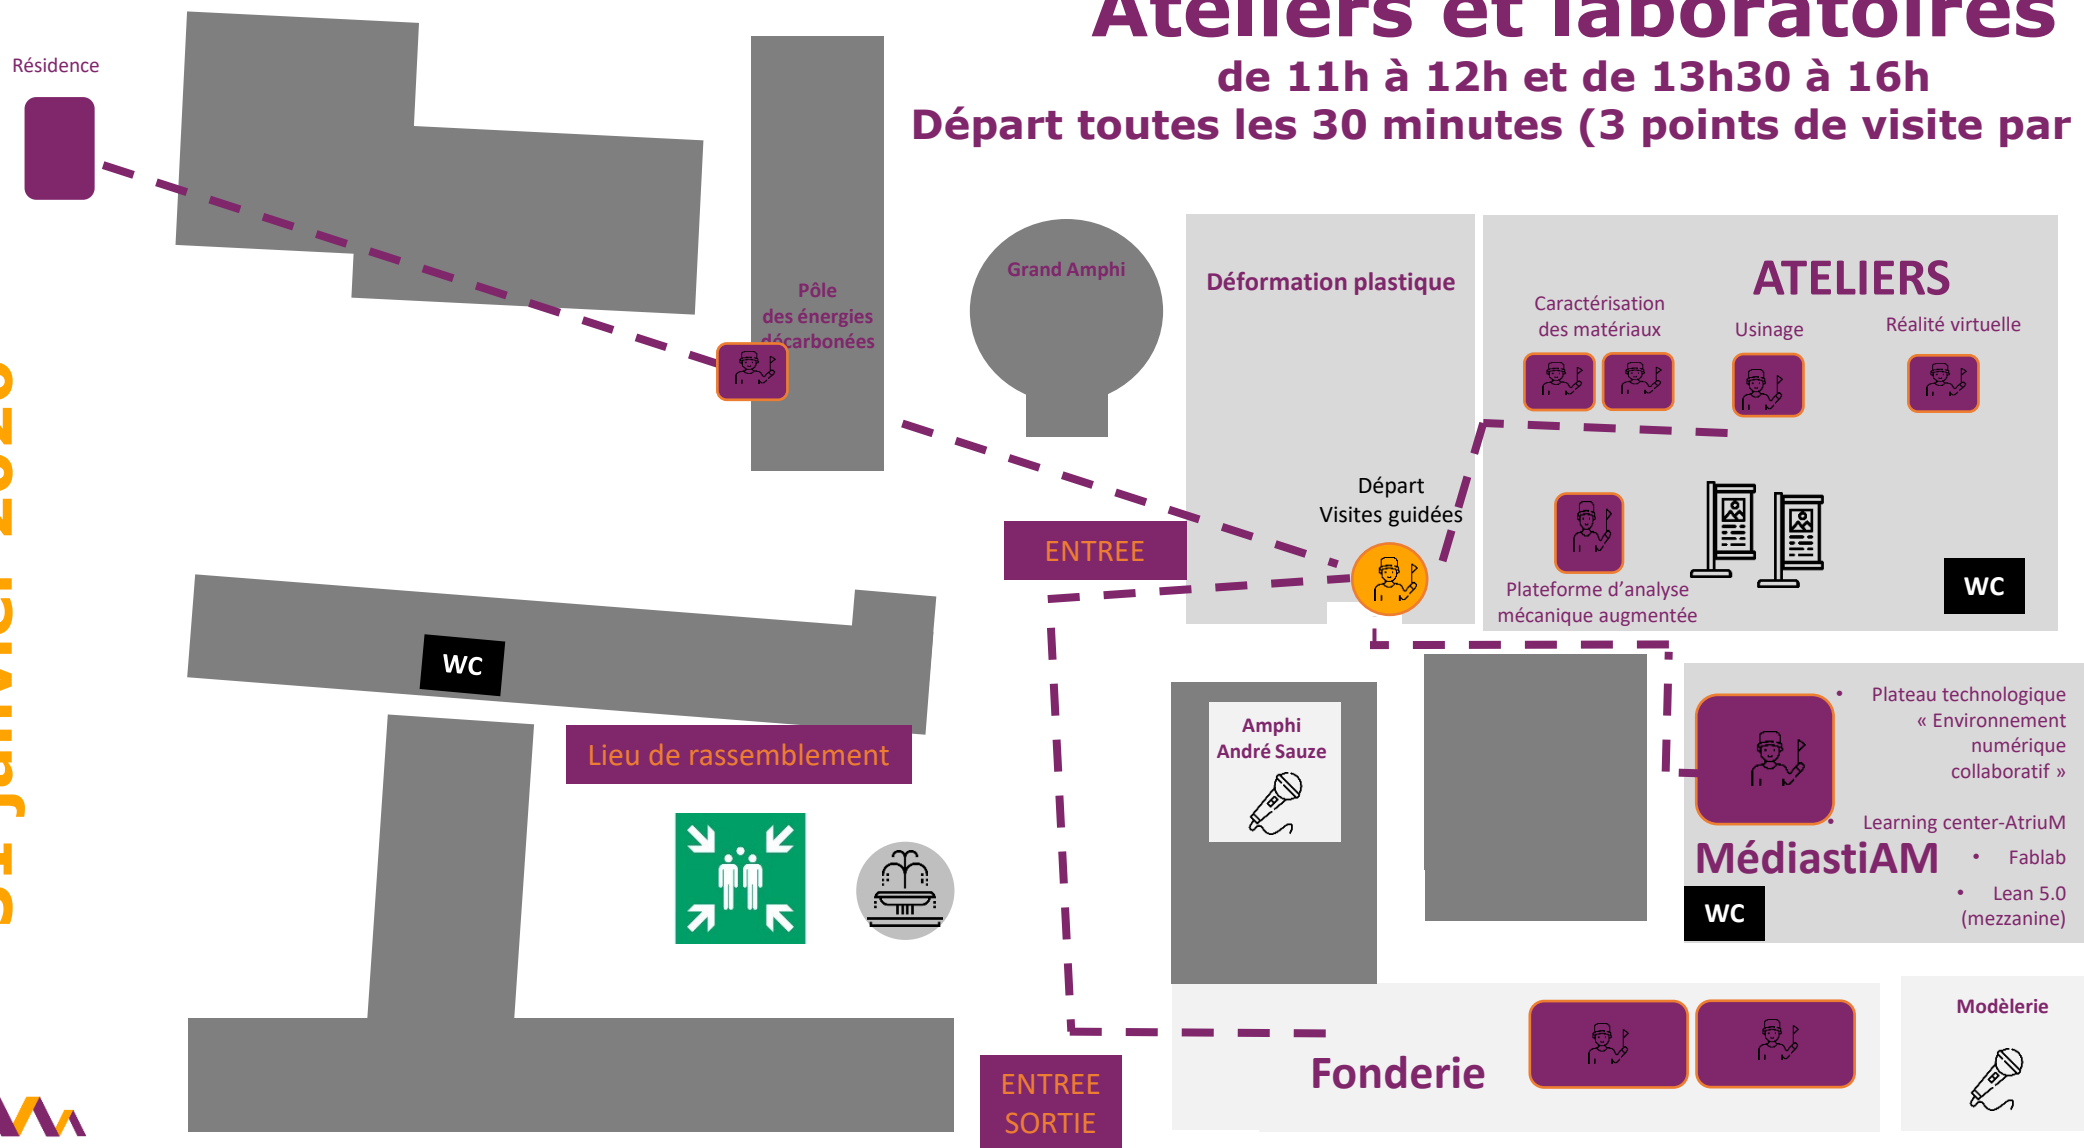 Ateliers et laboratoires
de 11h à 12h et de 13h30 à 16h
Départ toutes les 30 minutes (3 points de visite par
Résidence
Pôle
des énergies
décarbonées
Grand Amphi
Déformation plastique
ATELIERS
Caractérisation
des matériaux
Usinage
Réalité virtuelle
Départ
Visites guidées
ENTREE
Plateforme d'analyse
mécanique augmentée
WC
WC
Lieu de rassemblement
Amphi
André Sauze
• Plateau technologique
« Environnement
numérique
collaboratif »
• Learning center-AtriuM
MédiastiAM
• Fablab
• Lean 5.0
(mezzanine)
WC
Modèlerie
Fonderie
ENTREE
SORTIE
janvier